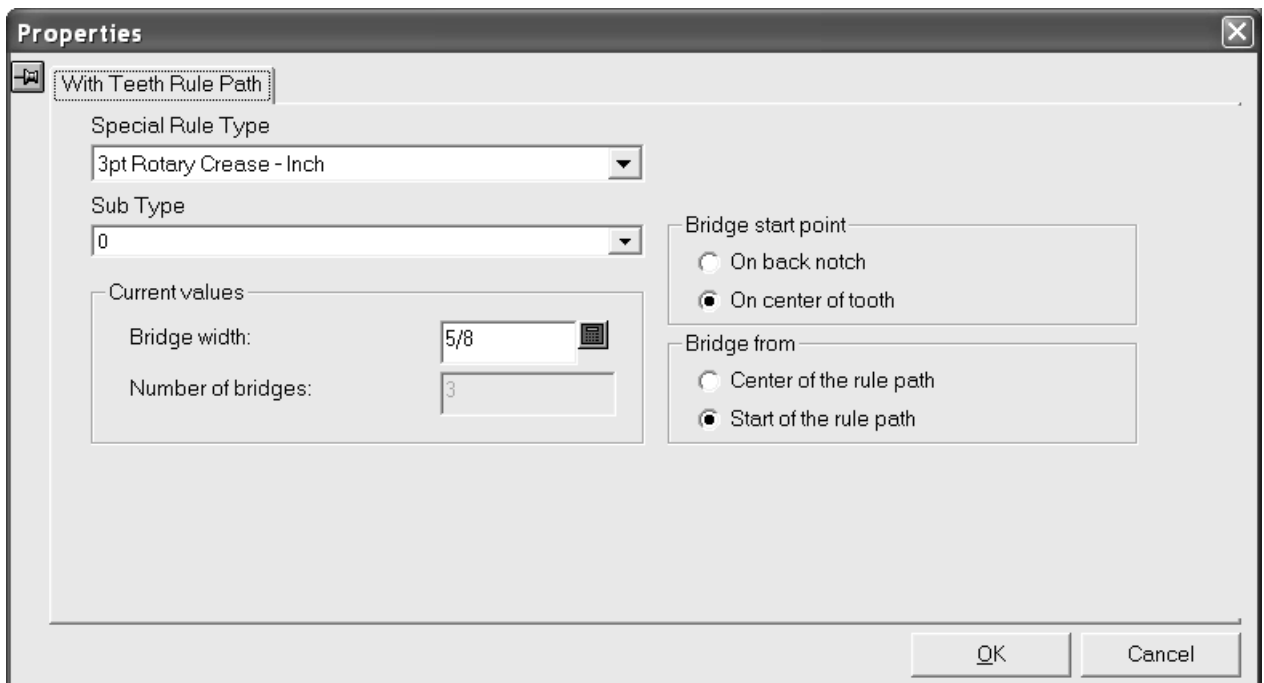 Properties
With Teeth Rule Path
Special Rule Type
3pt Rotary Crease - Inch
Sub Type
0
Current values
Bridge width:
5/8
Number of bridges:
3
Bridge start point
On back notch
On center of tooth
Bridge from
Center of the rule path
Start of the rule path
OK
Cancel